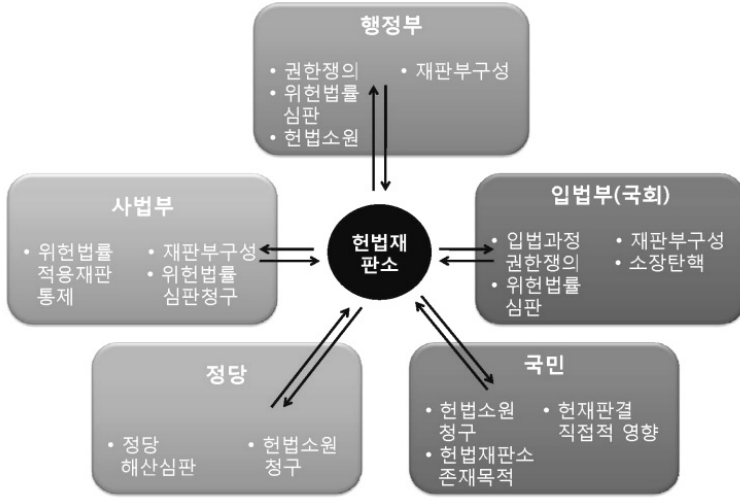 행정부
• 권한쟁의
• 위헌법률
심판
• 헌법소원
• 재판부구성
사법부
• 위헌법률
적용재판
통제
• 재판부구성
• 위헌법률
심판청구
헌법재
판소
입법부(국회)
• 입법과정
권한쟁의
• 위헌법률
심판
• 재판부구성
• 소장탄핵
정당
• 정당
해산심판
• 헌법소원
청구
국민
• 헌법소원
청구
• 헌법재판소
존재목적
• 헌재판결
직접적 영향